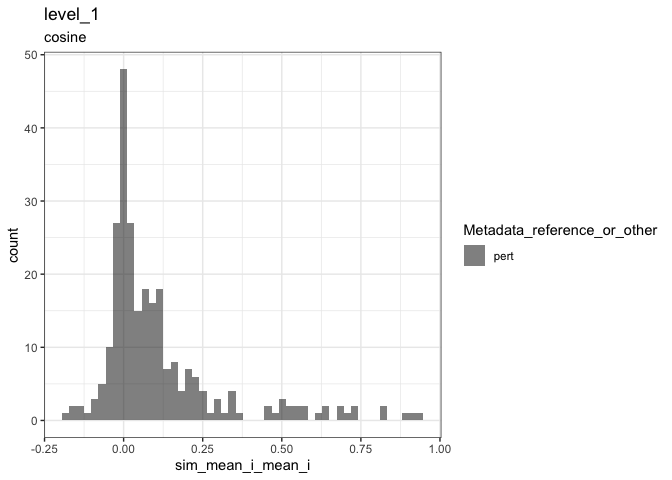 level_1
cosine
50
40
30
20
10
0
count
-0.25
0.00
0.25
0.50
0.75
1.00
sim_mean_i_mean_i
Metadata_reference_or_other
pert